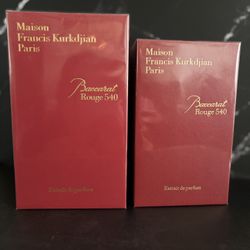 Maison
Francis Kurkdjian
Paris
Baccarat
Rouge 540
Extrait de parfum
Maison
Francis Kurkdjian
Paris
Baccarat
Rouge 540
Extrait de parfum